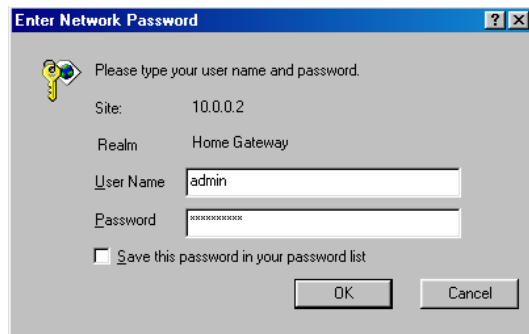 Enter Network Password
Please type your user name and password.
Site: 10.0.0.2
Realm Home Gateway
User Name admin
Password **********
Save this password in your password list
OK Cancel